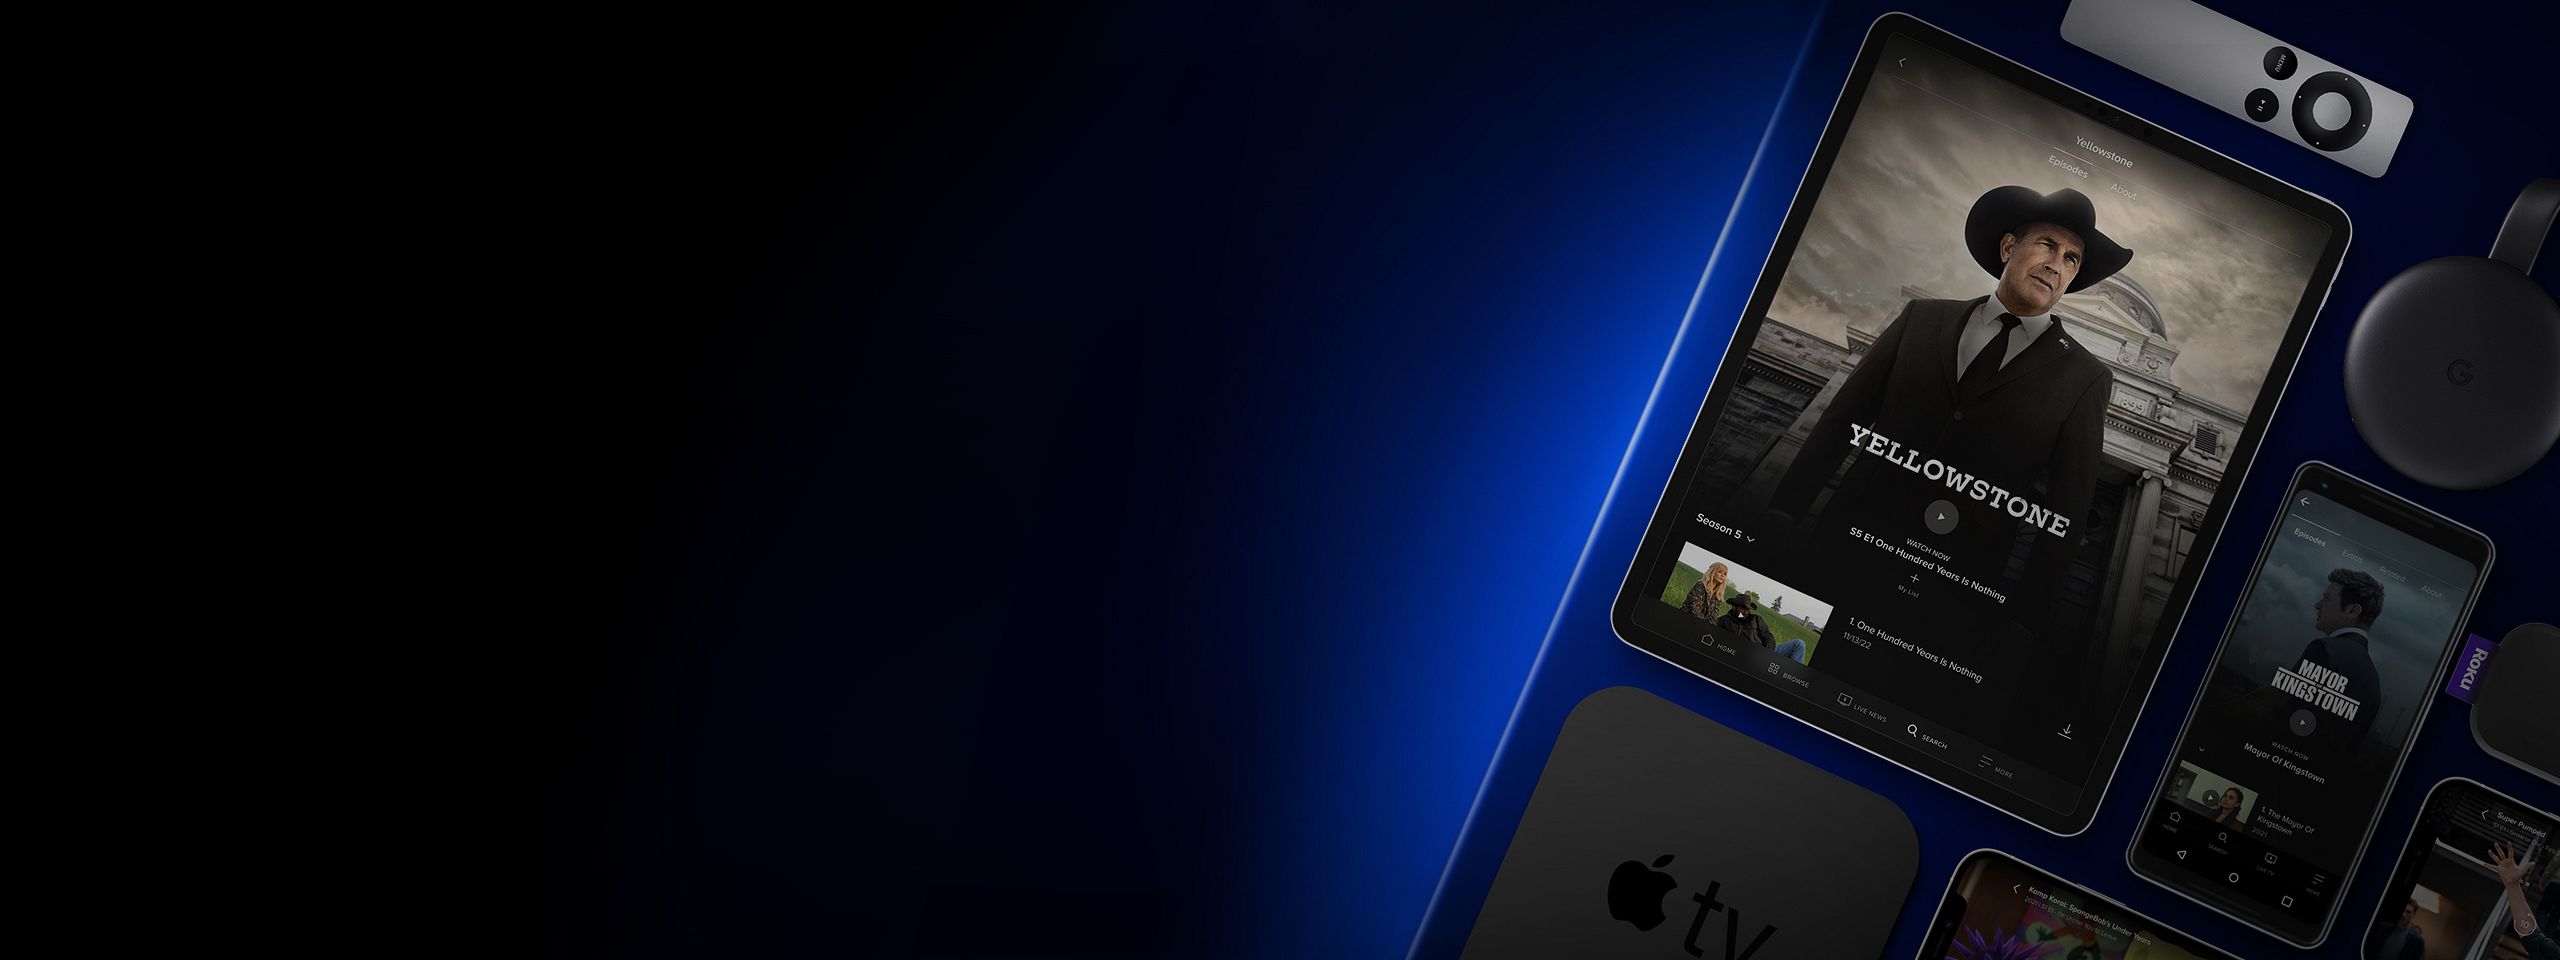 MENU
Yellowstone
Episodes About
1899
G
YELLOWSTONE
WATCH NOW
S5 E1 One Hundred Years Is Nothing
My List
Season 5
1. One Hundred Years Is Nothing
11/13/22
HOME
BROWSE
LIVE NEWS
SEARCH
MORE
Episodes Extras Related About
MAYOR
OF
KINGSTOWN
WATCH NOW
Mayor Of Kingstown
1. The Mayor Of
Kingstown
2021
HOME
SEARCH
LIVE TV
MORE
Roku
tv
Kamp Koral: SpongeBob's Under Years
Super Pumped
10